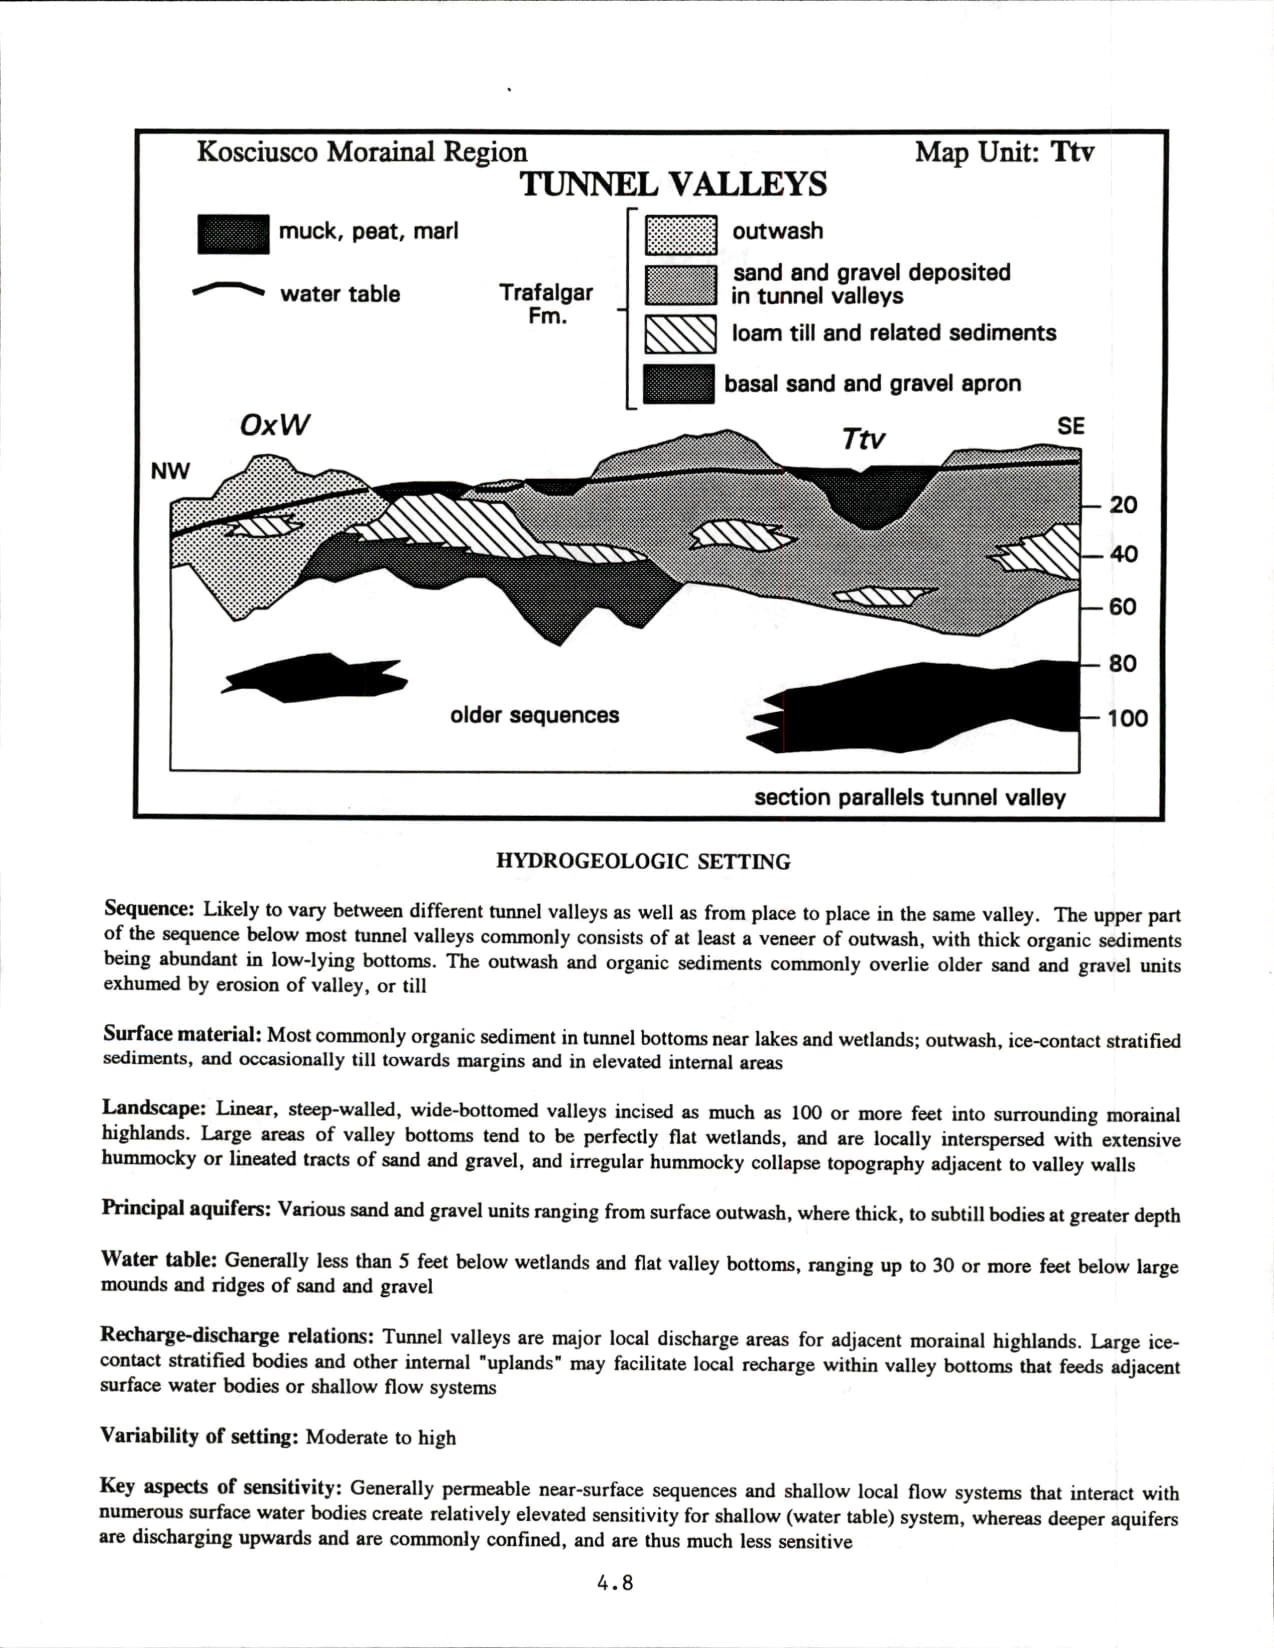 Kosciusco Morainal Region
Map Unit: Ttv
TUNNEL VALLEYS
muck, peat, marl
water table
Trafalgar
Fm.
outwash
sand and gravel deposited
in tunnel valleys
loam till and related sediments
basal sand and gravel apron
OxW
Ttv
SE
NW
20
40
60
80
100
older sequences
section parallels tunnel valley
HYDROGEOLOGIC SETTING
Sequence: Likely to vary between different tunnel valleys as well as from place to place in the same valley. The upper part
of the sequence below most tunnel valleys commonly consists of at least a veneer of outwash, with thick organic sediments
being abundant in low-lying bottoms. The outwash and organic sediments commonly overlie older sand and gravel units
exhumed by erosion of valley, or till
Surface material: Most commonly organic sediment in tunnel bottoms near lakes and wetlands; outwash, ice-contact stratified
sediments, and occasionally till towards margins and in elevated internal areas
Landscape: Linear, steep-walled, wide-bottomed valleys incised as much as 100 or more feet into surrounding morainal
highlands. Large areas of valley bottoms tend to be perfectly flat wetlands, and are locally interspersed with extensive
hummocky or lineated tracts of sand and gravel, and irregular hummocky collapse topography adjacent to valley walls
Principal aquifers: Various sand and gravel units ranging from surface outwash, where thick, to subtill bodies at greater depth
Water table: Generally less than 5 feet below wetlands and flat valley bottoms, ranging up to 30 or more feet below large
mounds and ridges of sand and gravel
Recharge-discharge relations: Tunnel valleys are major local discharge areas for adjacent morainal highlands. Large ice-
contact stratified bodies and other internal "uplands" may facilitate local recharge within valley bottoms that feeds adjacent
surface water bodies or shallow flow systems
Variability of setting: Moderate to high
Key aspects of sensitivity: Generally permeable near-surface sequences and shallow local flow systems that interact with
numerous surface water bodies create relatively elevated sensitivity for shallow (water table) system, whereas deeper aquifers
are discharging upwards and are commonly confined, and are thus much less sensitive
4.8